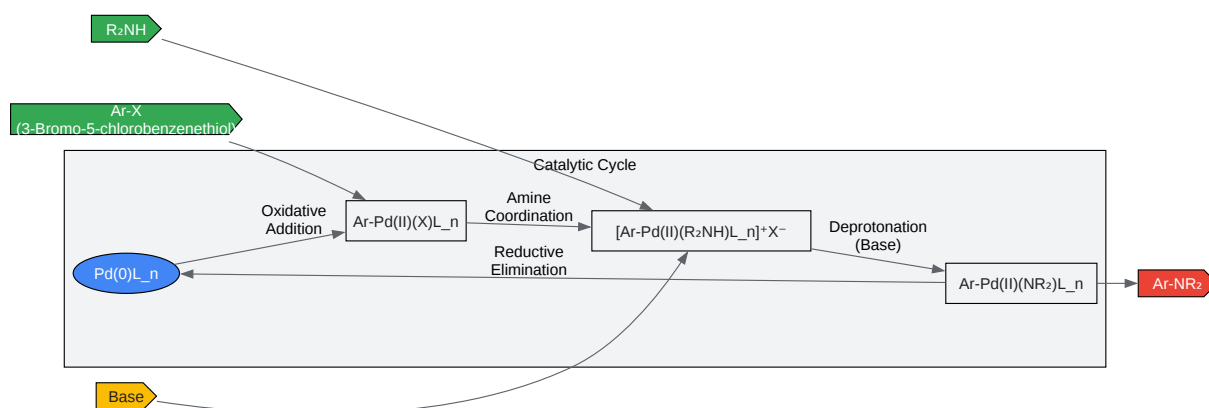 R₂NH
Ar-X
(3-Bromo-5-chlorobenzenethiol)
Catalytic Cycle
Oxidative
Addition
Ar-Pd(II)(X)L_n
Amine
Coordination
[Ar-Pd(II)(R₂NH)L_n]⁺X⁻
Deprotonation
(Base)
Reductive
Elimination
Pd(0)L_n
Ar-Pd(II)(NR₂)L_n
Ar-NR₂
Base